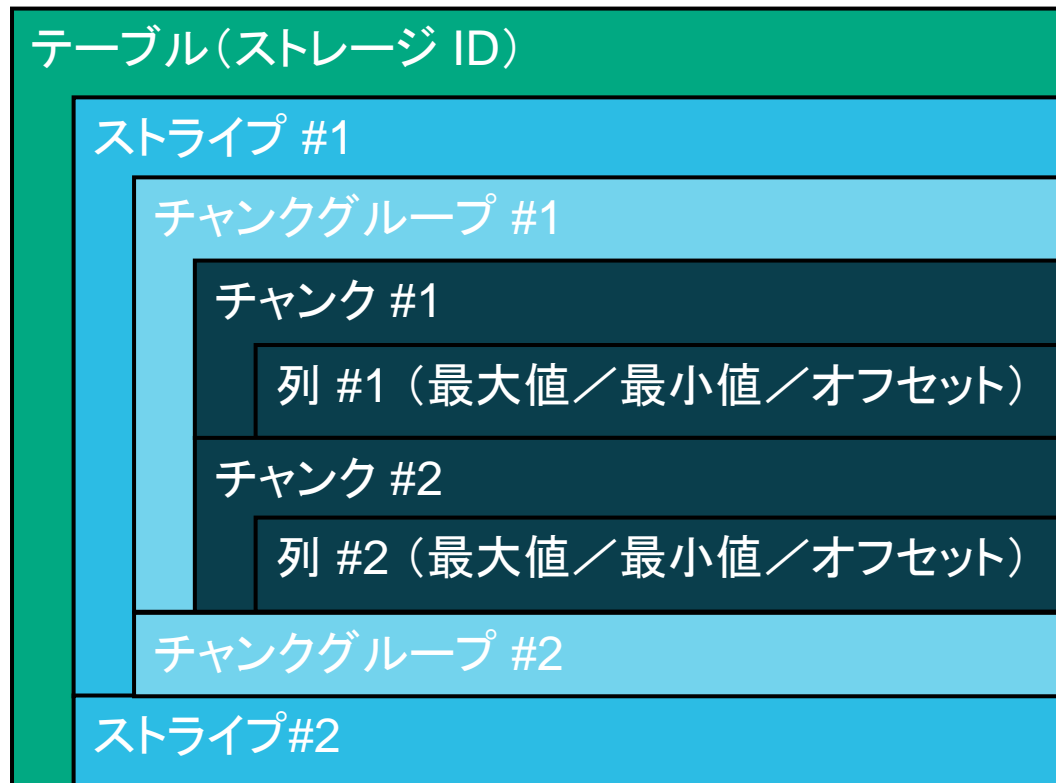 テーブル（ストレージ ID）
ストライプ #1
チャンクグループ #1
チャンク #1
列 #1（最大値／最小値／オフセット）
チャンク #2
列 #2（最大値／最小値／オフセット）
チャンクグループ #2
ストライプ#2